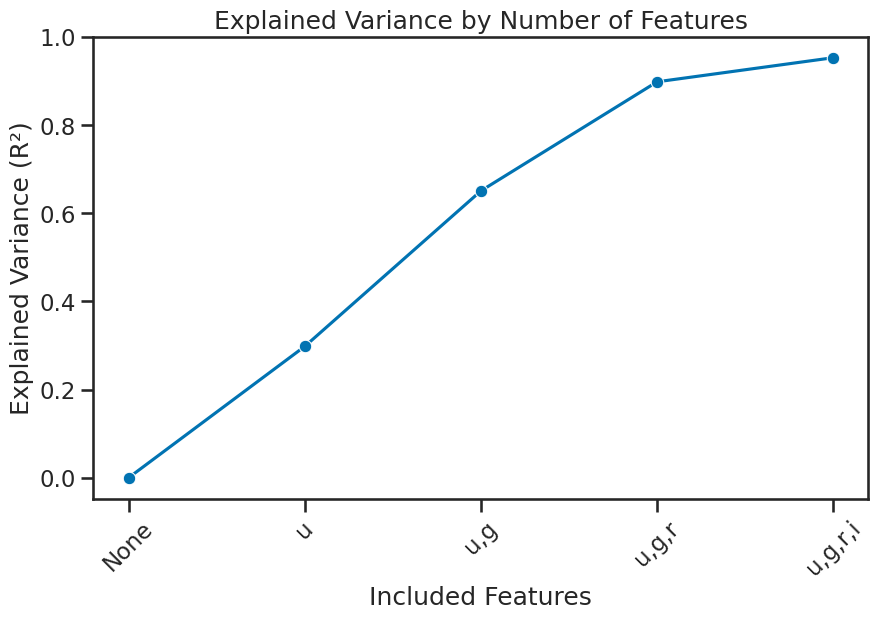 Explained Variance by Number of Features
Explained Variance (R²)
1.0
0.8
0.6
0.4
0.2
0.0
None
u
u,g
u,g,r
u,g,r,i
Included Features